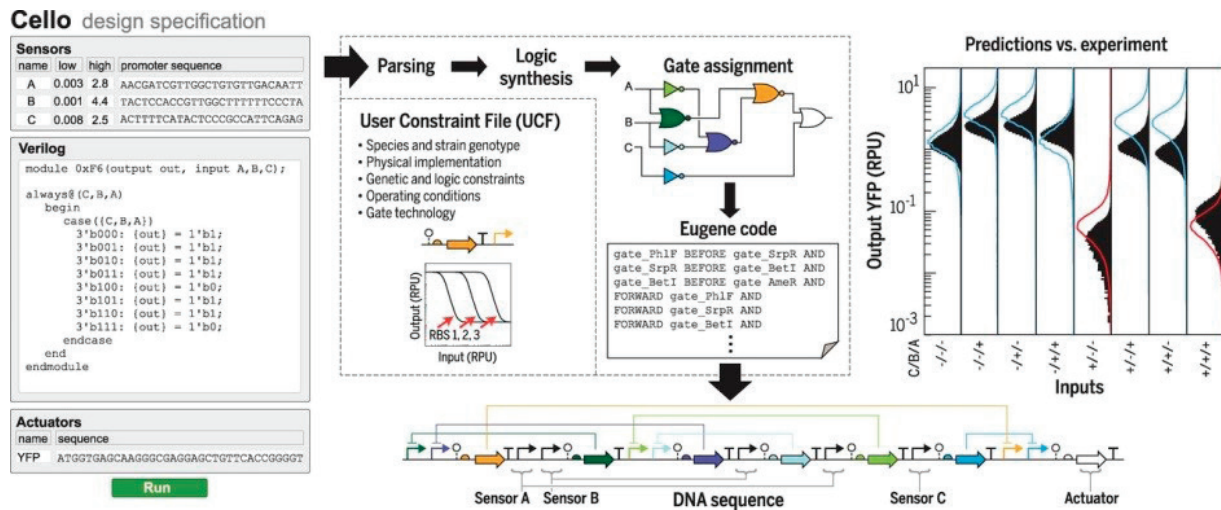 Cello design specification
Sensors
name low high promoter sequence
A 0.003 2.8 AACGATCGTTGGCTGTGTTGACAATT
B 0.001 4.4 TACTCCACCGTTGGCTTTTTTCCCTA
C 0.008 2.5 ACTTTTCATACTCCCGCCATTCAGAG
Verilog
module 0xF6(output out, input A,B,C);
always@(C,B,A)
begin
case({C,B,A})
3'b000: {out} = 1'b1;
3'b001: {out} = 1'b1;
3'b010: {out} = 1'b1;
3'b011: {out} = 1'b1;
3'b100: {out} = 1'b0;
3'b101: {out} = 1'b1;
3'b110: {out} = 1'b1;
3'b111: {out} = 1'b0;
endcase
end
endmodule
Actuators
name sequence
YFP ATGGTGAGCAAGGGCGAGGAGCTGTTCACCGGGGT
Run
Parsing
Logic
synthesis
Gate assignment
A
B
C
User Constraint File (UCF)
• Species and strain genotype
• Physical implementation
• Genetic and logic constraints
• Operating conditions
• Gate technology
Output (RPU)
RBS 1, 2, 3
Input (RPU)
Eugene code
gate_PhlF BEFORE gate_SrpR AND
gate_SrpR BEFORE gate_BetI AND
gate_BetI BEFORE gate AmeR AND
FORWARD gate_PhlF AND
FORWARD gate_SrpR AND
FORWARD gate_BetI AND
Sensor A
Sensor B
DNA sequence
Sensor C
Actuator
Predictions vs. experiment
Output YFP (RPU)
10¹
10⁰
10⁻¹
10⁻³
C/B/A
-/-/-
-/-/+
-/+/-
-/+/+
+/-/-
+/-/+
+/+/-
+/+/+
Inputs